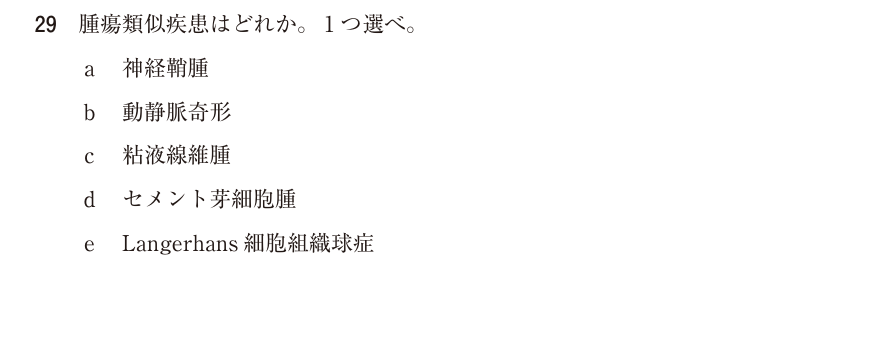 29 腫瘍類似疾患はどれか。1つ選べ。
a 神経鞘腫
b 動静脈奇形
c 粘液線維腫
d セメント芽細胞腫
e Langerhans 細胞組織球症